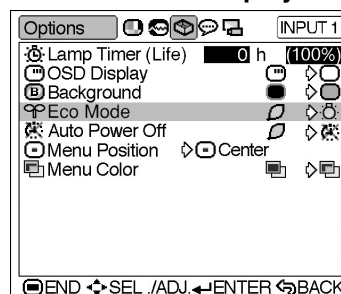 Options INPUT 1
Lamp Timer (Life) 0 h (100%)
OSD Display
B Background
Eco Mode
Auto Power Off
Menu Position Center
Menu Color
END SEL ./ADJ. ENTER BACK